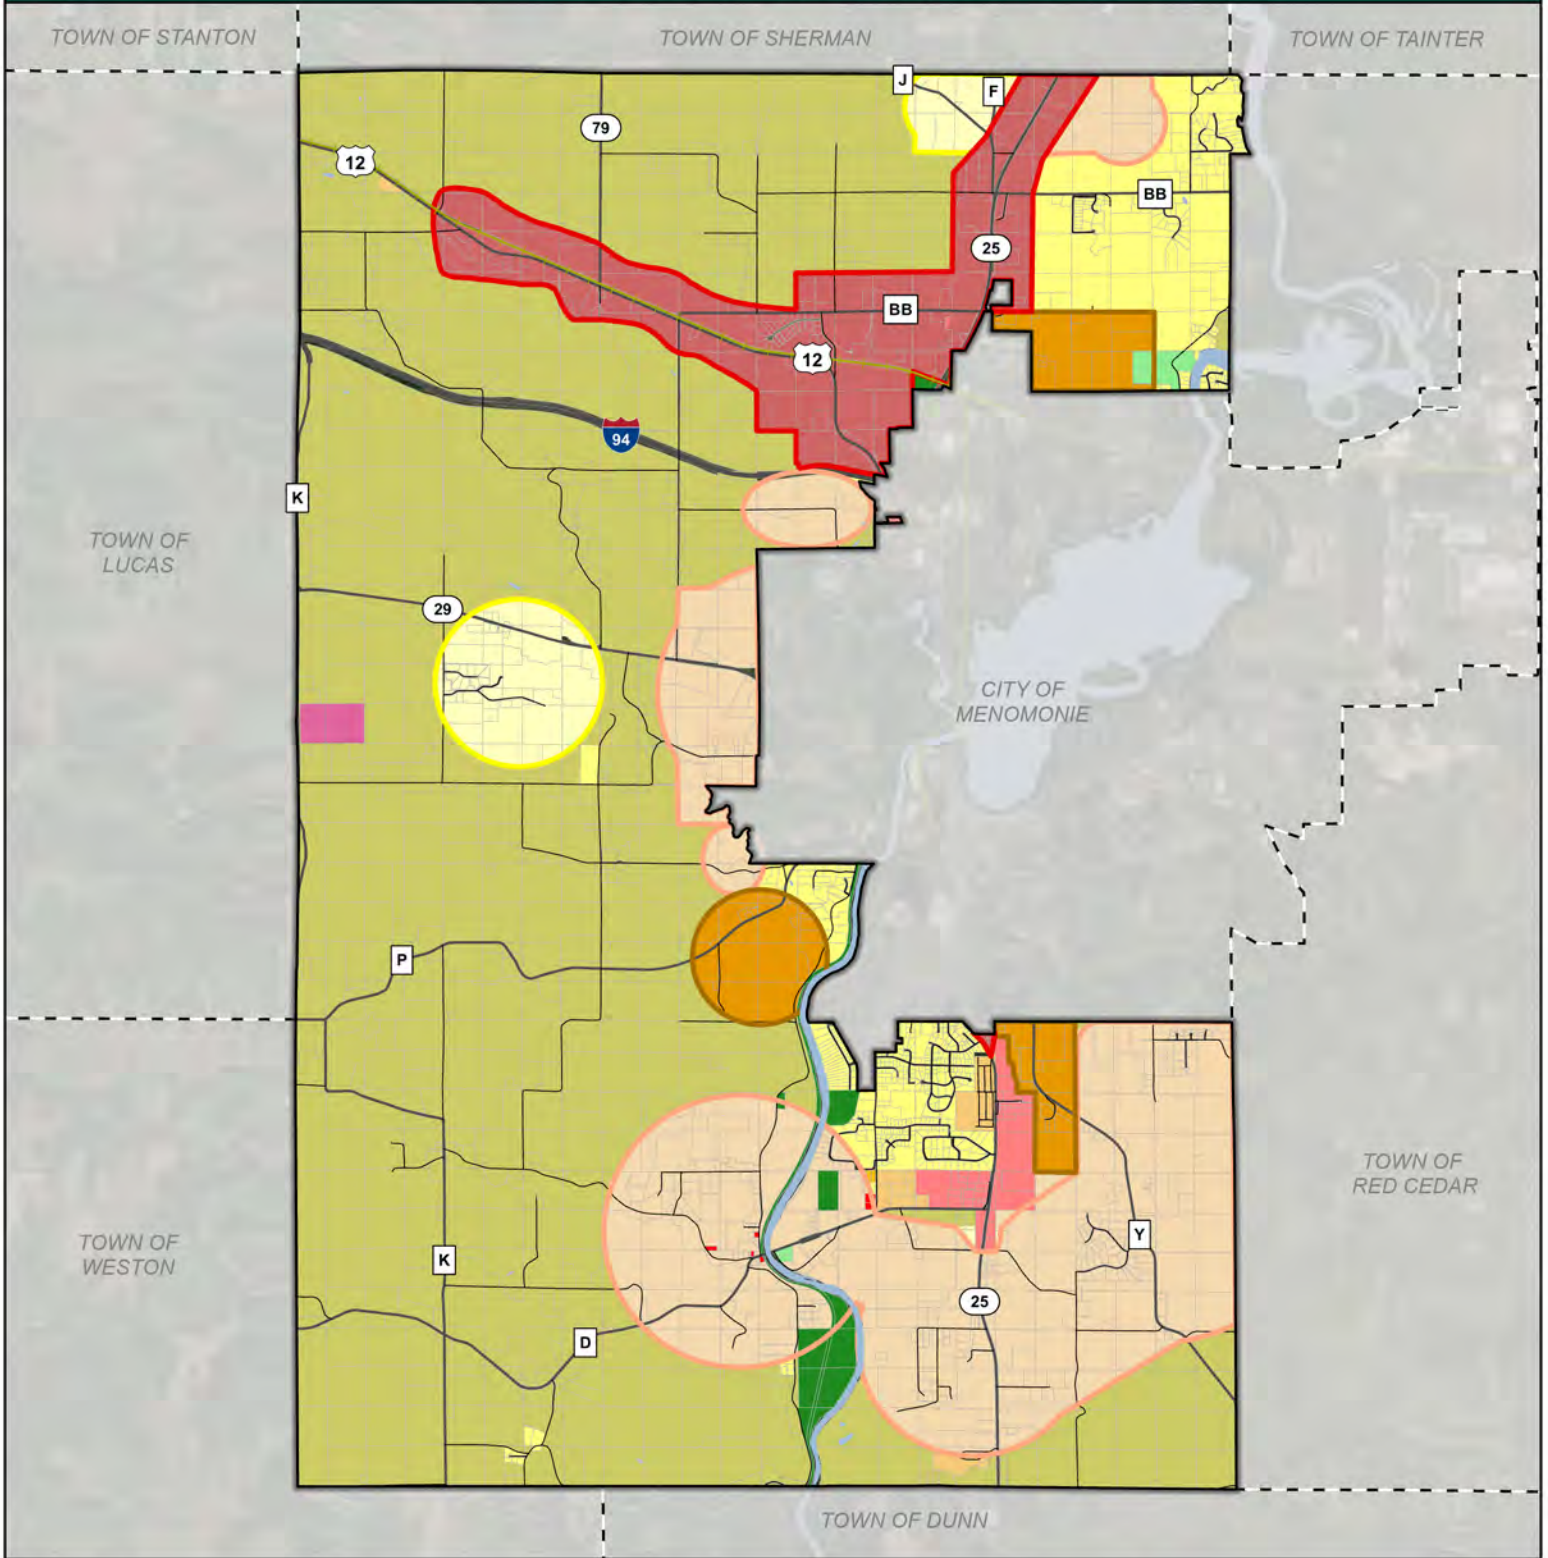 TOWN OF STANTON
TOWN OF SHERMAN
TOWN OF TAINTER
J
F
79
12
BB
25
BB
12
94
K
TOWN OF
LUCAS
29
CITY OF
MENOMONIE
P
TOWN OF
RED CEDAR
Y
TOWN OF
WESTON
K
25
D
TOWN OF DUNN